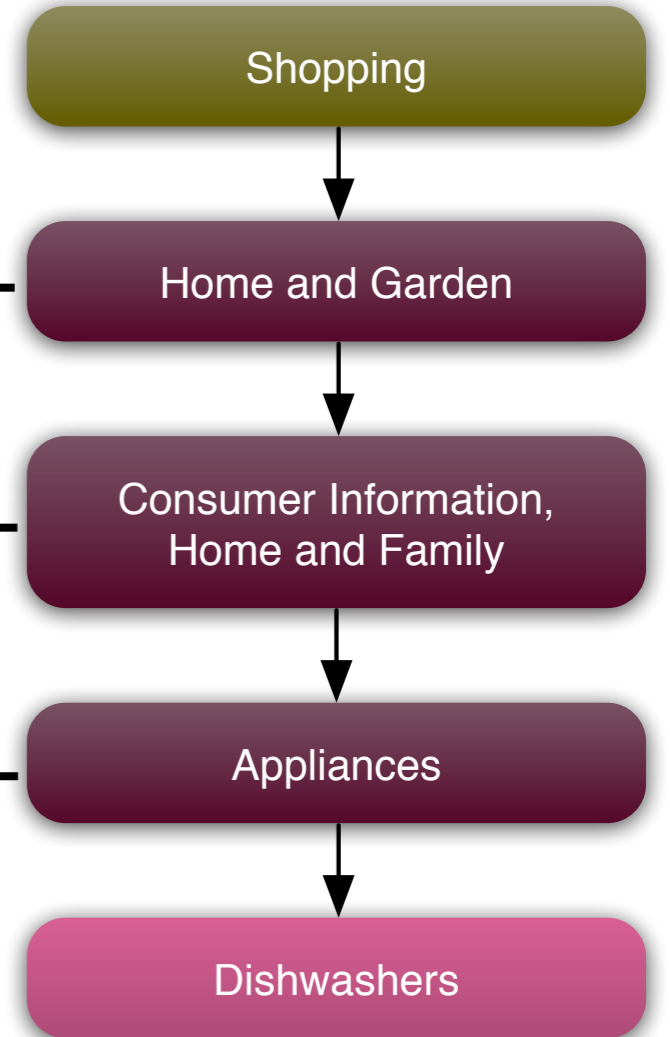 Shopping
Home and Garden
Consumer Information,
Home and Family
Appliances
Dishwashers